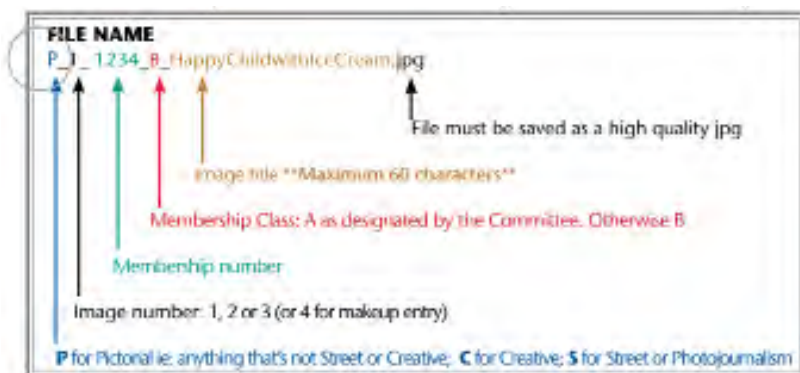 FILE NAME
P_1_1234_B_HappyChildwithIceCream.jpg
File must be saved as a high quality jpg
Image title **Maximum 60 characters**
Membership Class: A as designated by the Committee. Otherwise B
Membership number
Image number: 1, 2 or 3 (or 4 for makeup entry)
P for Pictorial ie: anything that's not Street or Creative; C for Creative; S for Street or Photojournalism